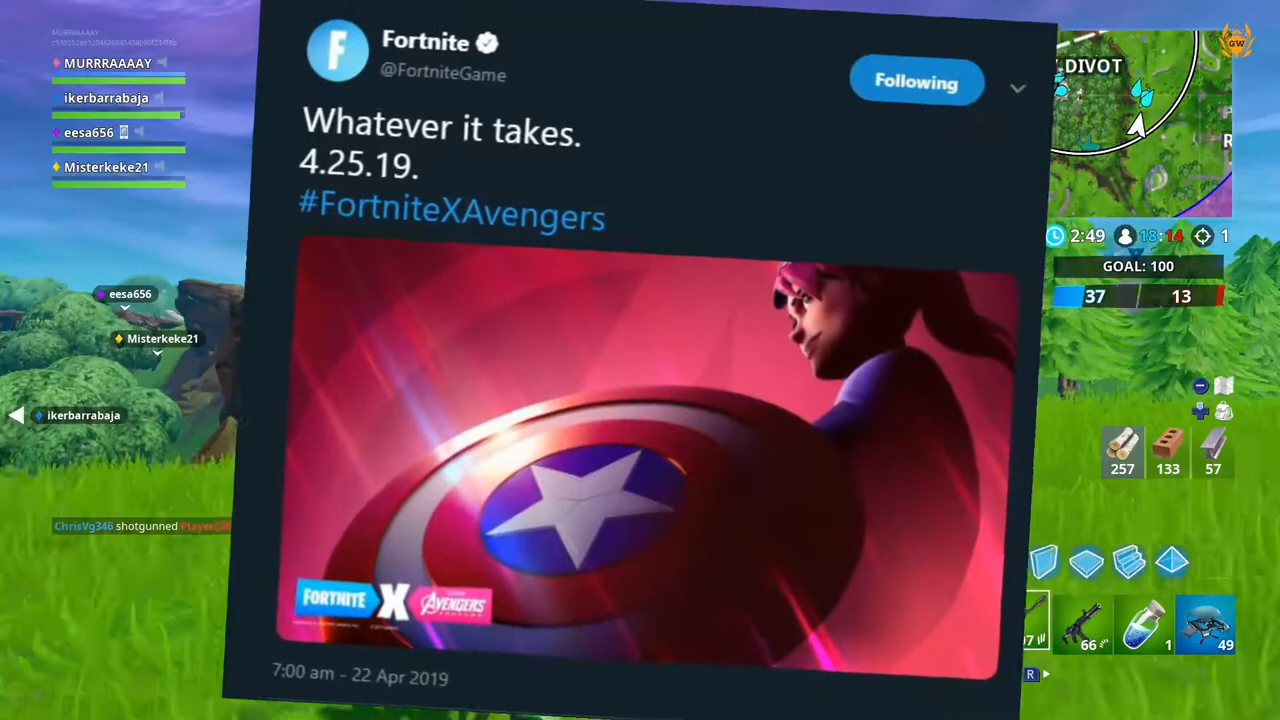 MURRRAAAAY
MURRRAAAAY
ikerbarrabaja
eesa656
Misterkeke21
eesa656
Misterkeke21
ikerbarrabaja
ChrisVg346 shotgunned
Fortnite
@FortniteGame
Following
Whatever it takes.
4.25.19.
#FortniteXAvengers
FORTNITE X AVENGERS
7:00 am - 22 Apr 2019
GW
DIVOT
2:49 18:14 1
GOAL: 100
37 13
257 133 57
66 1 49
R